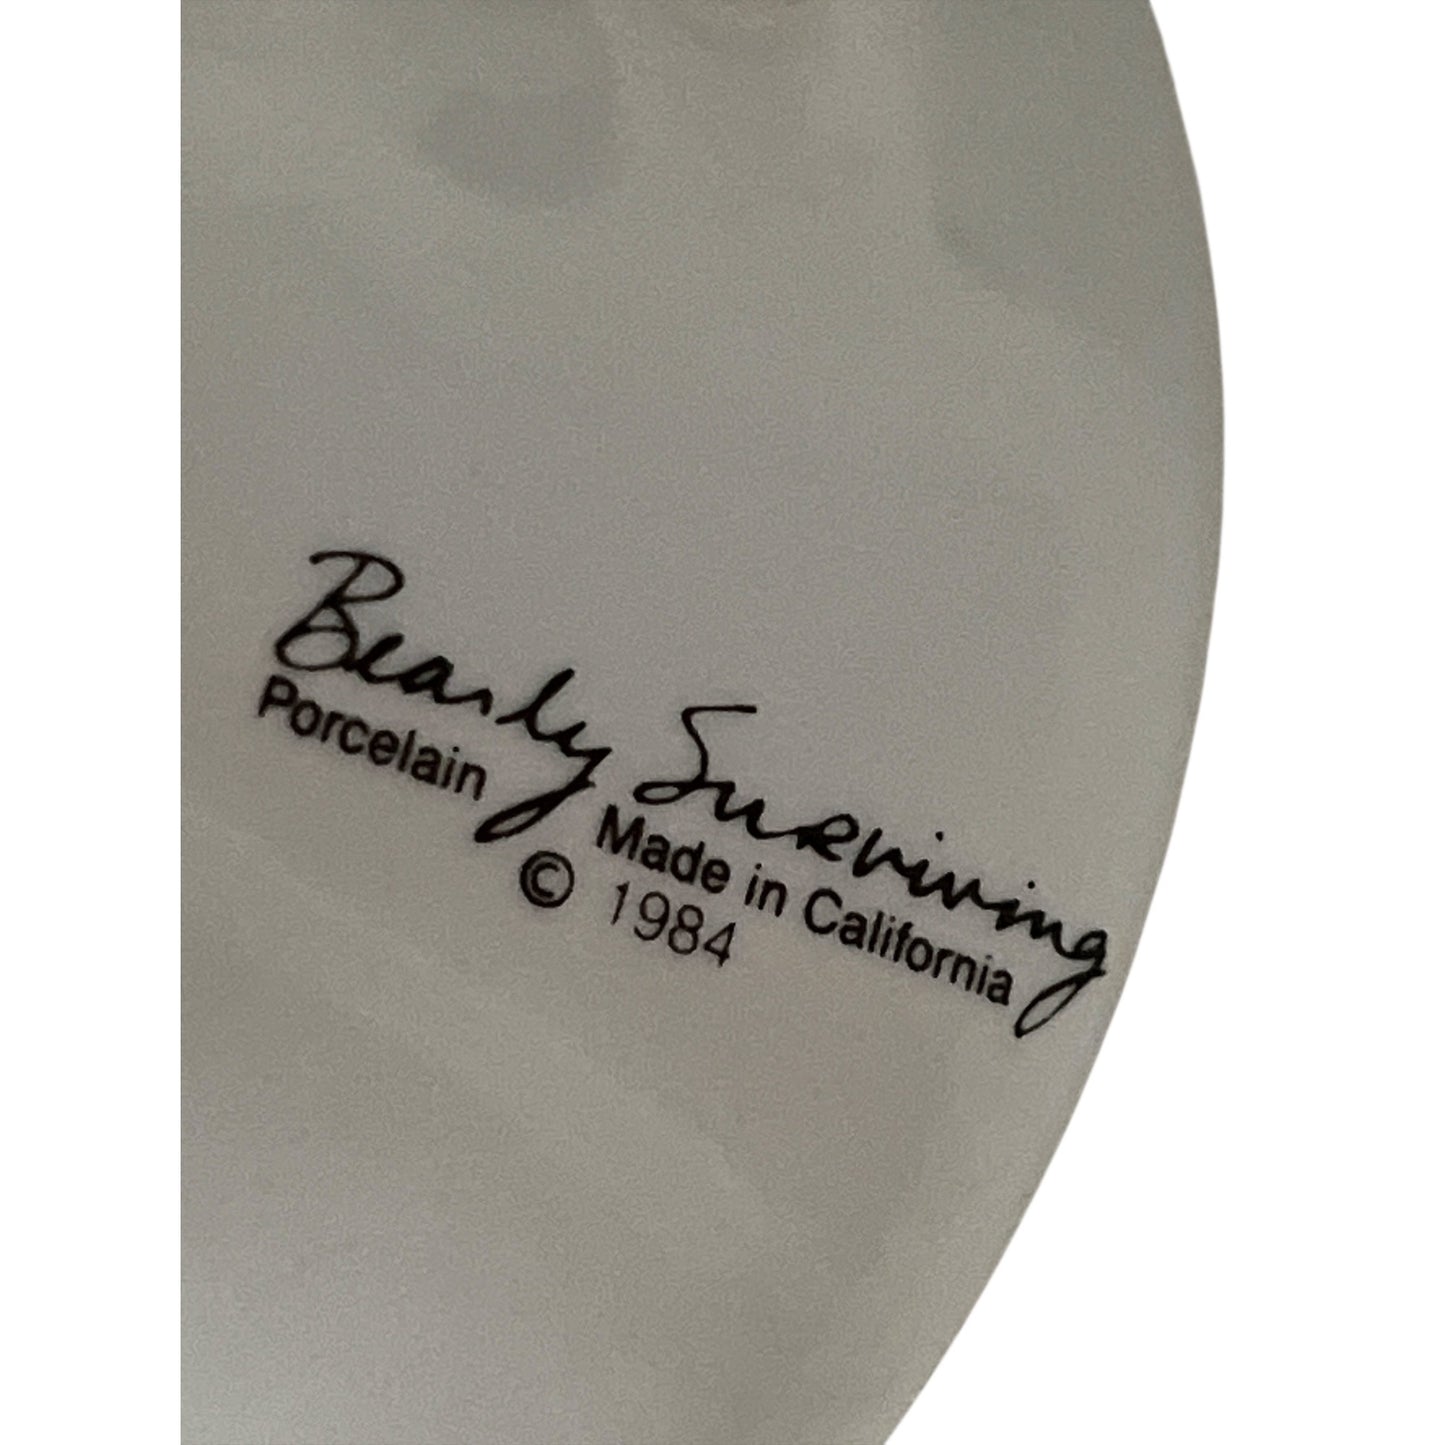 Bearly Surviving
Porcelain Made in California
© 1984